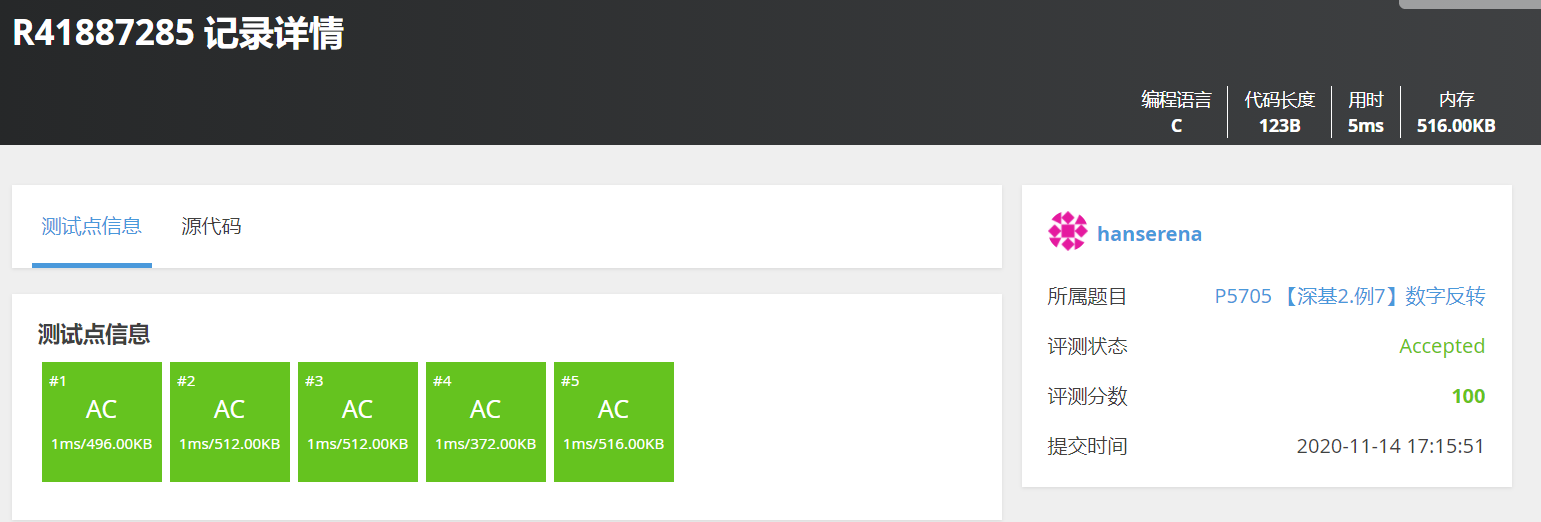 R41887285 记录详情
编程语言 代码长度 用时 内存
C 123B 5ms 516.00KB
测试点信息 源代码
测试点信息
#1 #2 #3 #4 #5
AC AC AC AC AC
1ms/496.00KB 1ms/512.00KB 1ms/512.00KB 1ms/372.00KB 1ms/516.00KB
hanserena
所属题目 P5705 【深基2.例7】数字反转
评测状态 Accepted
评测分数 100
提交时间 2020-11-14 17:15:51